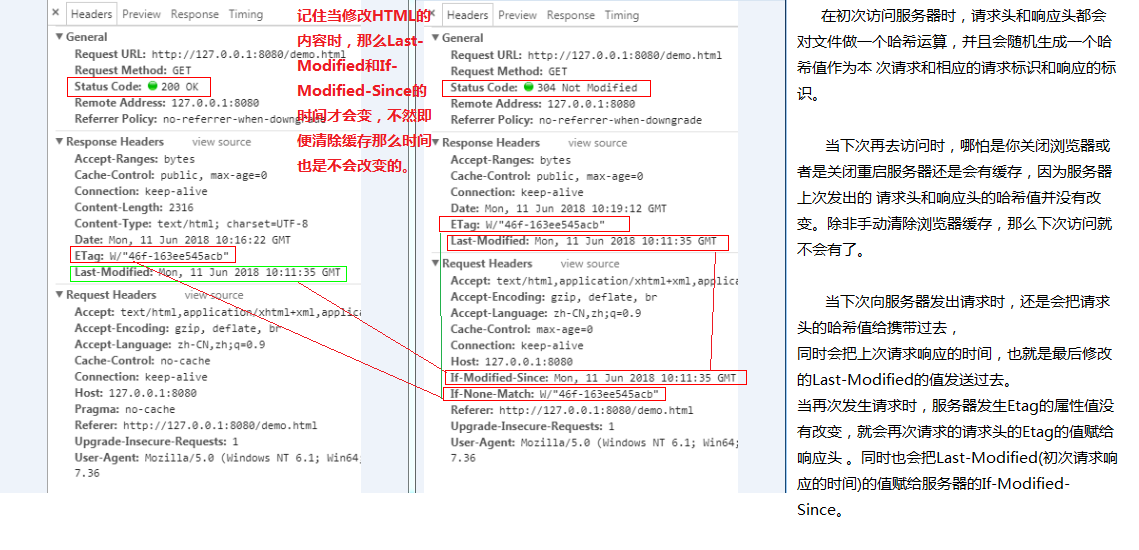 × Headers Preview Response Cookies Timing
▼ General
Request URL: http://127.0.0.1:8080/demo.html
Request Method: GET
Status Code: 200 OK
Remote Address: 127.0.0.1:8080
Referrer Policy: no-referrer-when-downgrade
▼ Response Headers view source
Accept-Ranges: bytes
Cache-Control: public, max-age=0
Connection: keep-alive
Content-Length: 2316
Content-Type: text/html; charset=UTF-8
Date: Mon, 11 Jun 2018 10:16:22 GMT
ETag: W/"46f-163ee545acb"
Last-Modified: Mon, 11 Jun 2018 10:11:35 GMT
▼ Request Headers view source
Accept: text/html,application/xhtml+xml,applica
Accept-Encoding: gzip, deflate, br
Accept-Language: zh-CN,zh;q=0.9
Cache-Control: no-cache
Connection: keep-alive
Host: 127.0.0.1:8080
Pragma: no-cache
Referer: http://127.0.0.1:8080/demo.html
Upgrade-Insecure-Requests: 1
User-Agent: Mozilla/5.0 (Windows NT 6.1; Win64;
7.36
记住当修改HTML的
内容时，那么Last-
Modified和If-
Modified-Since的
时间才会变，不然即
便清除缓存那么时间
也是不会改变的。
× Headers Preview Response Cookies Timing
▼ General
Request URL: http://127.0.0.1:8080/demo.html
Request Method: GET
Status Code: 304 Not Modified
Remote Address: 127.0.0.1:8080
Referrer Policy: no-referrer-when-downgrade
▼ Response Headers view source
Accept-Ranges: bytes
Cache-Control: public, max-age=0
Connection: keep-alive
Date: Mon, 11 Jun 2018 10:19:12 GMT
ETag: W/"46f-163ee545acb"
Last-Modified: Mon, 11 Jun 2018 10:11:35 GMT
▼ Request Headers view source
Accept: text/html,application/xhtml+xml,applica
Accept-Encoding: gzip, deflate, br
Accept-Language: zh-CN,zh;q=0.9
Cache-Control: max-age=0
Connection: keep-alive
Host: 127.0.0.1:8080
If-Modified-Since: Mon, 11 Jun 2018 10:11:35 GMT
If-None-Match: W/"46f-163ee545acb"
Referer: http://127.0.0.1:8080/demo.html
Upgrade-Insecure-Requests: 1
User-Agent: Mozilla/5.0 (Windows NT 6.1; Win64;
7.36
在初次访问服务器时，请求头和响应头都会
对文件做一个哈希运算，并且会随机生成一个哈
希值作为本 次请求和相应的请求标识和响应的标
识。
当下次再去访问时，哪怕是你关闭浏览器或
者是关闭重启服务器还是会有缓存，因为服务器
上次发出的 请求头和响应头的哈希值并没有改
变。除非手动清除浏览器缓存，那么下次访问就
不会有了。
当下次向服务器发出请求时，还是会把请求
头的哈希值给携带过去，
同时会把上次请求响应的时间，也就是最后修改
的Last-Modified的值发送过去。
当再次发生请求时，服务器发生Etag的属性值没
有改变，就会再次请求的请求头的Etag的值赋给
响应头 。同时也会把Last-Modified(初次请求响
应的时间)的值赋给服务器的If-Modified-
Since。